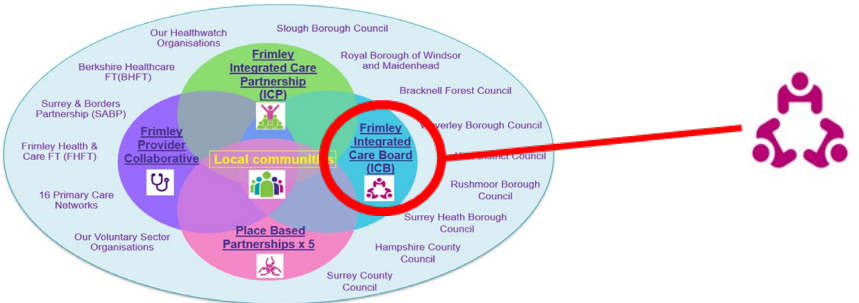 Our Healthwatch
Organisations
Slough Borough Council
Berkshire Healthcare
FT(BHFT)
Frimley
Integrated Care
Partnership
(ICP)
Royal Borough of Windsor
and Maidenhead
Surrey & Borders
Partnership (SABP)
Bracknell Forest Council
Frimley Health &
Care FT (FHFT)
Frimley
Provider
Collaborative
Local communities
Frimley
Integrated
Care Board
(ICB)
Borough Council
District Council
16 Primary Care
Networks
Rushmoor Borough
Council
Our Voluntary Sector
Organisations
Place Based
Partnerships x 5
Surrey Heath Borough
Council
Hampshire County
Council
Surrey County
Council